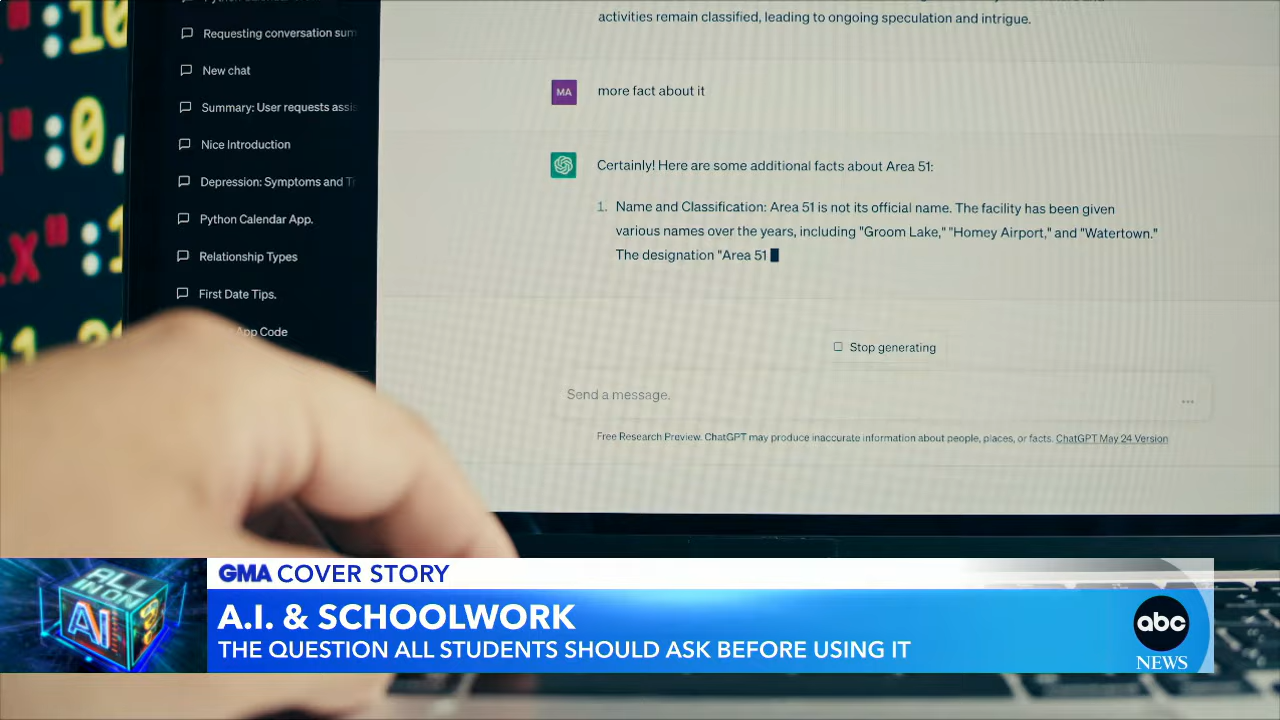 activities remain classified, leading to ongoing speculation and intrigue.
Requesting conversation sum
New chat
Summary: User requests assis
Nice Introduction
Depression: Symptoms and Tr
Python Calendar App.
Relationship Types
First Date Tips.
App Code
MA
more fact about it
Certainly! Here are some additional facts about Area 51:
1. Name and Classification: Area 51 is not its official name. The facility has been given
various names over the years, including "Groom Lake," "Homey Airport," and "Watertown."
The designation "Area 51
Stop generating
Send a message.
...
Free Research Preview. ChatGPT may produce inaccurate information about people, places, or facts. ChatGPT May 24 Version
ALL
IN ON
AI
GMA COVER STORY
A.I. & SCHOOLWORK
THE QUESTION ALL STUDENTS SHOULD ASK BEFORE USING IT
abc
NEWS